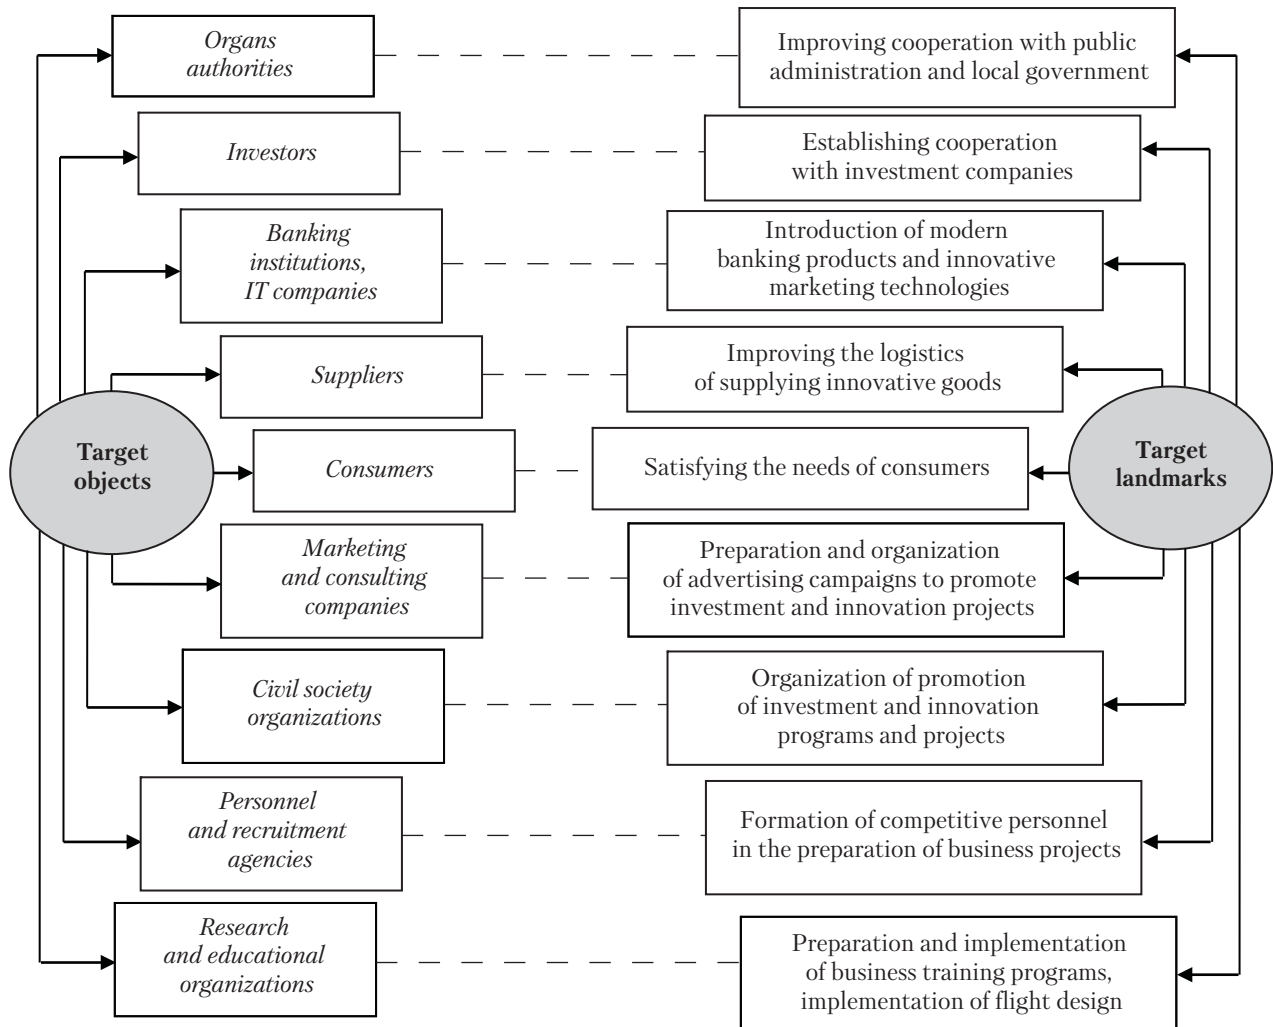 Organs
authorities
Improving cooperation with public
administration and local government
Investors
Establishing cooperation
with investment companies
Banking
institutions,
IT companies
Introduction of modern
banking products and innovative
marketing technologies
Suppliers
Improving the logistics
of supplying innovative goods
Target
objects
Consumers
Satisfying the needs of consumers
Target
landmarks
Marketing
and consulting
companies
Preparation and organization
of advertising campaigns to promote
investment and innovation projects
Civil society
organizations
Organization of promotion
of investment and innovation
programs and projects
Personnel
and recruitment
agencies
Formation of competitive personnel
in the preparation of business projects
Research
and educational
organizations
Preparation and implementation
of business training programs,
implementation of flight design